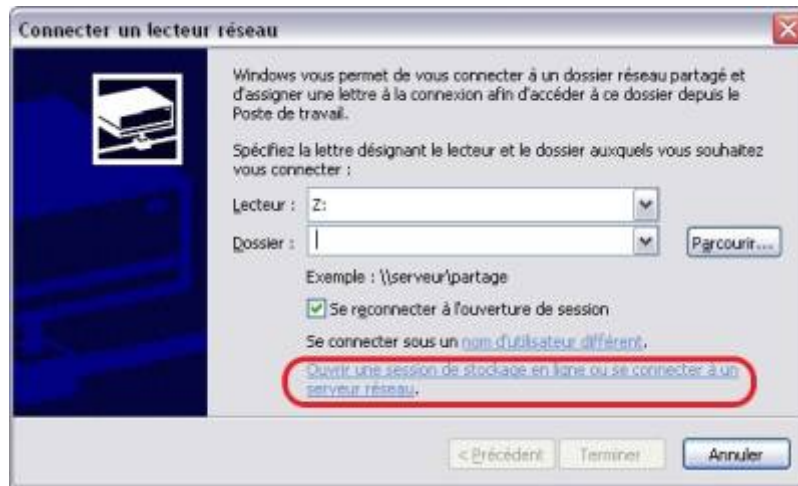 Connecter un lecteur réseau
Windows vous permet de vous connecter à un dossier réseau partagé et
d'assigner une lettre à la connexion afin d'accéder à ce dossier depuis le
Poste de travail.
Spécifiez la lettre désignant le lecteur et le dossier auxquels vous souhaitez
vous connecter :
Lecteur : Z:
Dossier : Parcourir...
Exemple : \\serveur\partage
Se reconnecter à l'ouverture de session
Se connecter sous un nom d'utilisateur différent.
Ouvrir une session de stockage en ligne ou se connecter à un
serveur réseau.
< Précédent Terminer Annuler